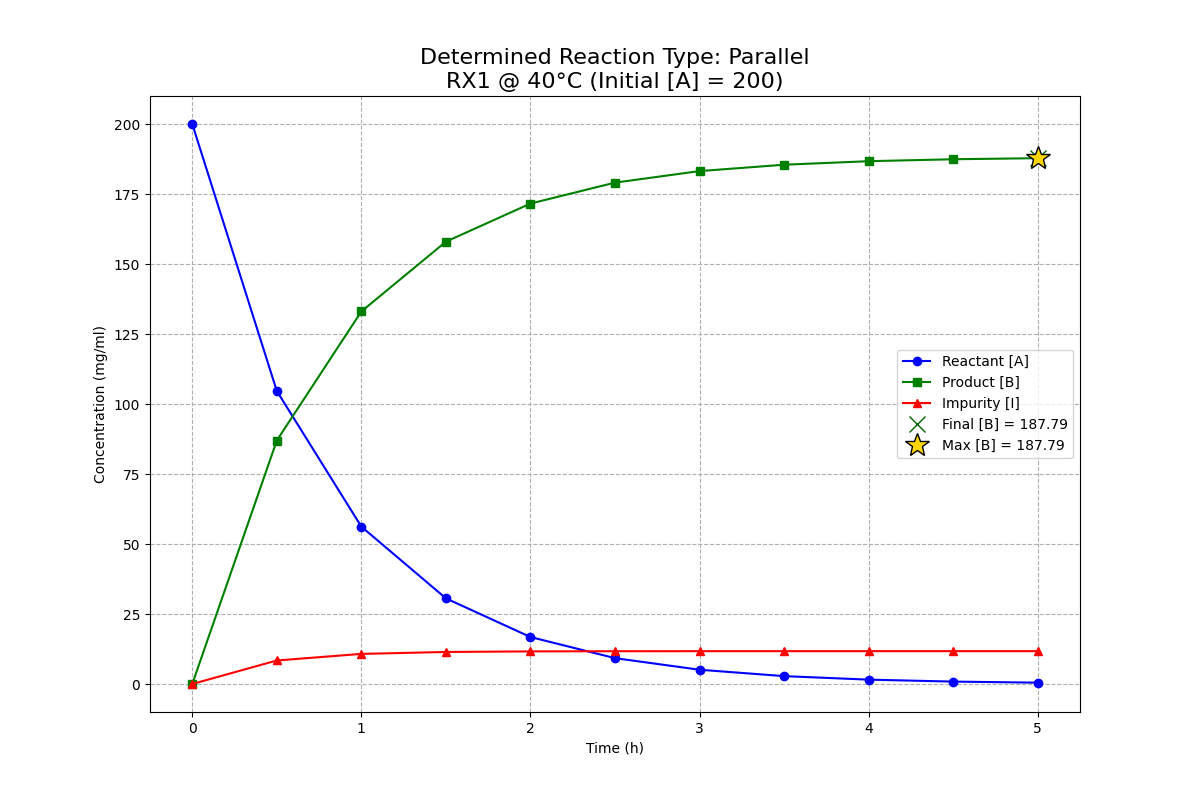 Determined Reaction Type: Parallel
RX1 @ 40°C (Initial [A] = 200)
Concentration (mg/ml)
200
175
150
125
100
75
50
25
0
Reactant [A]
Product [B]
Impurity [I]
Final [B] = 187.79
Max [B] = 187.79
0 1 2 3 4 5
Time (h)